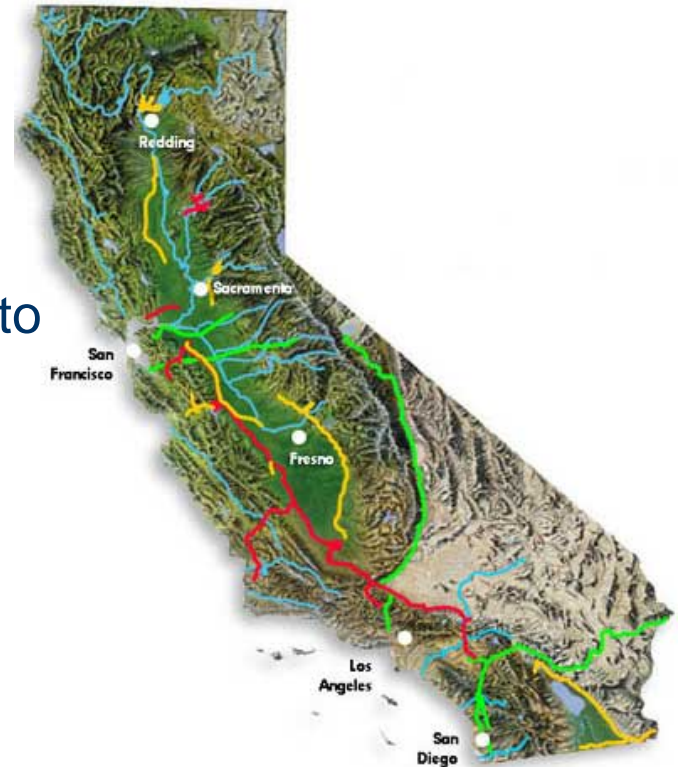 Redding
Sacramento
to
San
Francisco
Fresno
Los
Angeles
San
Diego